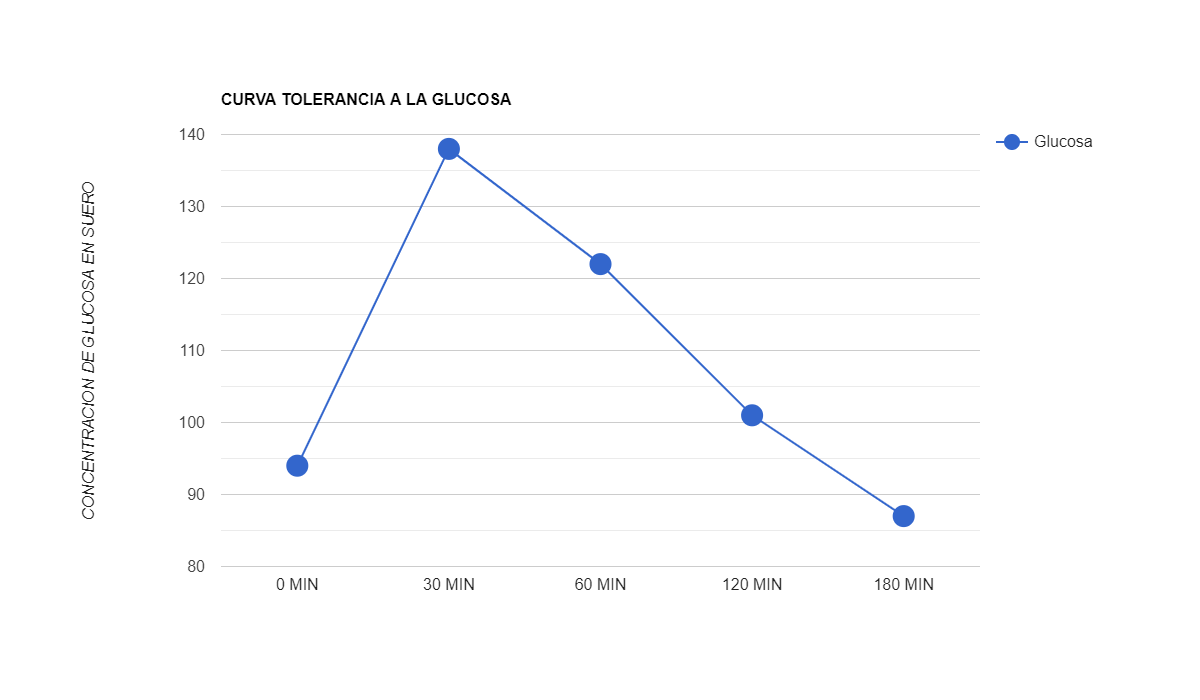 CURVA TOLERANCIA A LA GLUCOSA
Glucosa
CONCENTRACION DE GLUCOSA EN SUERO
140
130
120
110
100
90
80
0 MIN
30 MIN
60 MIN
120 MIN
180 MIN